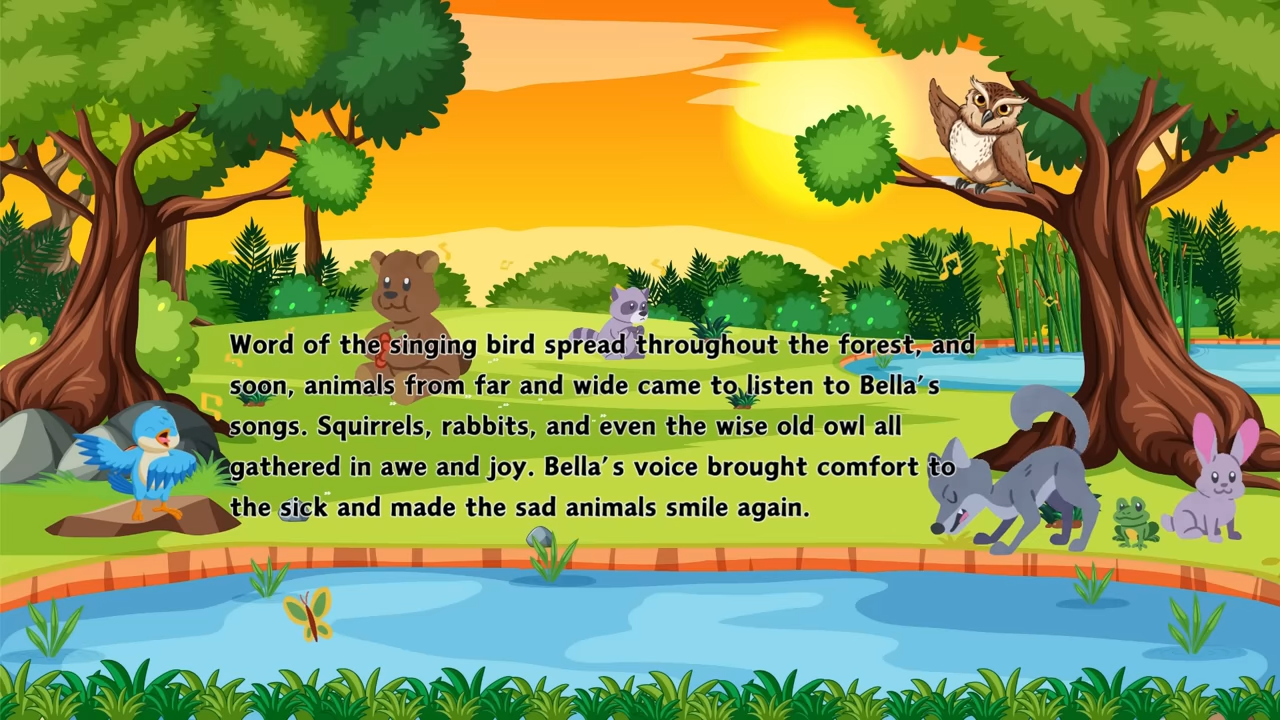 Word of the singing bird spread throughout the forest, and
soon, animals from far and wide came to listen to Bella's
songs. Squirrels, rabbits, and even the wise old owl all
gathered in awe and joy. Bella's voice brought comfort to
the sick and made the sad animals smile again.